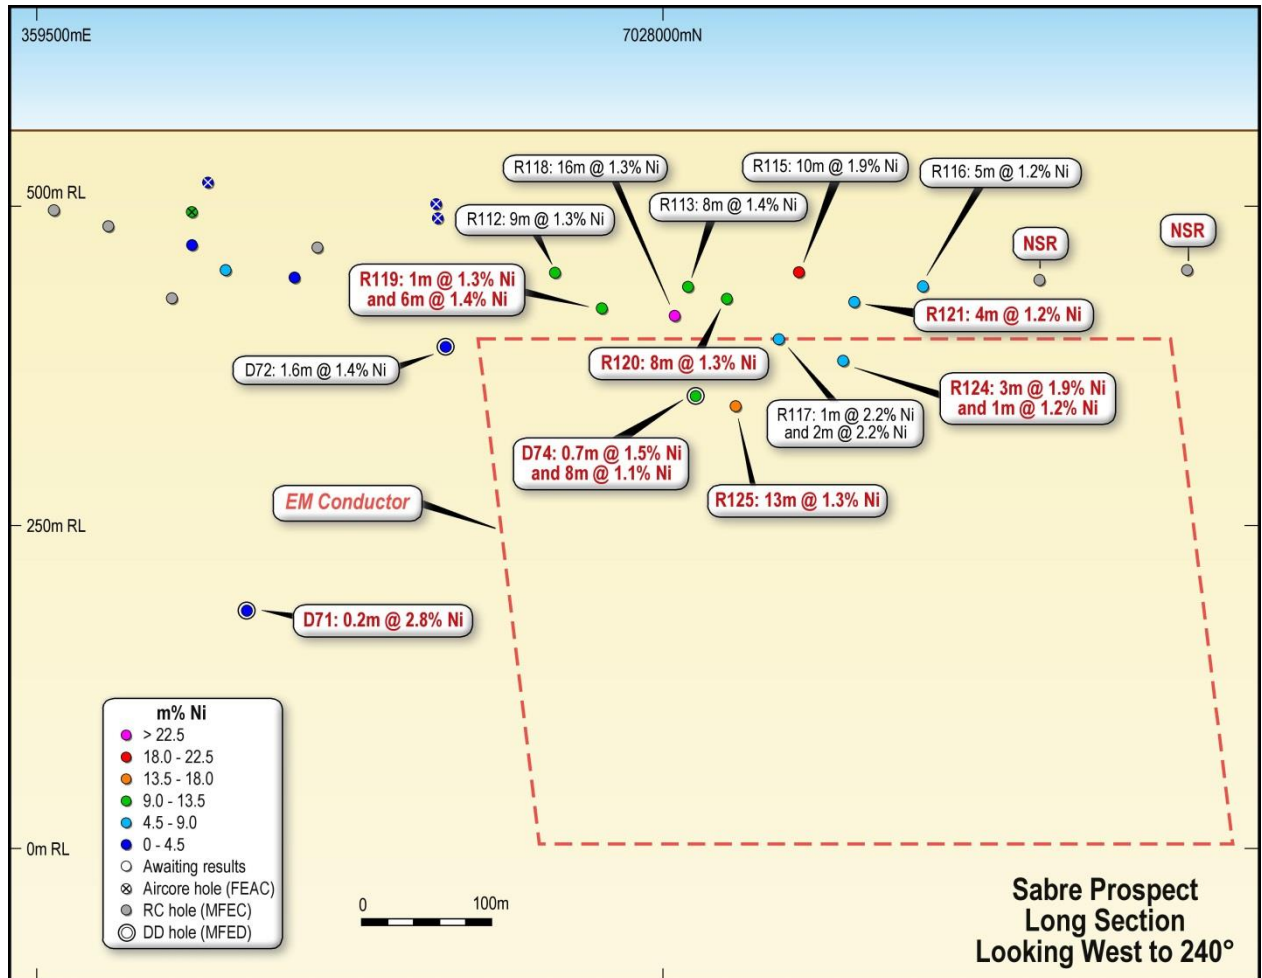 359500mE
7028000mN
500m RL
250m RL
0m RL
R118: 16m @ 1.3% Ni
R115: 10m @ 1.9% Ni
R116: 5m @ 1.2% Ni
R112: 9m @ 1.3% Ni
R113: 8m @ 1.4% Ni
NSR
NSR
R119: 1m @ 1.3% Ni
and 6m @ 1.4% Ni
R121: 4m @ 1.2% Ni
D72: 1.6m @ 1.4% Ni
R120: 8m @ 1.3% Ni
R124: 3m @ 1.9% Ni
and 1m @ 1.2% Ni
R117: 1m @ 2.2% Ni
and 2m @ 2.2% Ni
D74: 0.7m @ 1.5% Ni
and 8m @ 1.1% Ni
R125: 13m @ 1.3% Ni
EM Conductor
D71: 0.2m @ 2.8% Ni
m% Ni
> 22.5
18.0 - 22.5
13.5 - 18.0
9.0 - 13.5
4.5 - 9.0
0 - 4.5
Awaiting results
Aircore hole (FEAC)
RC hole (MFEC)
DD hole (MFED)
0 100m
Sabre Prospect
Long Section
Looking West to 240°